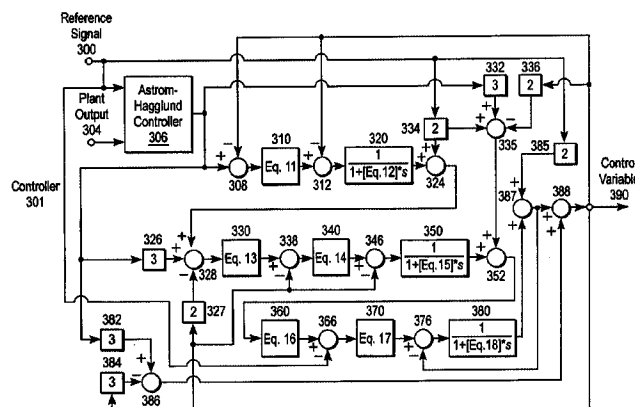 Reference
Signal
300
Plant
Output
304
Astrom-
Hagglund
Controller
306
Controller
301
310
Eq. 11
308
312
320
1
1+[Eq.12]*s
324
332
3
336
2
334
2
335
385
2
387
388
Control
Variable
390
326
3
328
330
Eq. 13
338
340
Eq. 14
346
350
1
1+[Eq.15]*s
352
2
327
360
Eq. 16
366
370
Eq. 17
376
380
1
1+[Eq.18]*s
382
3
384
3
386